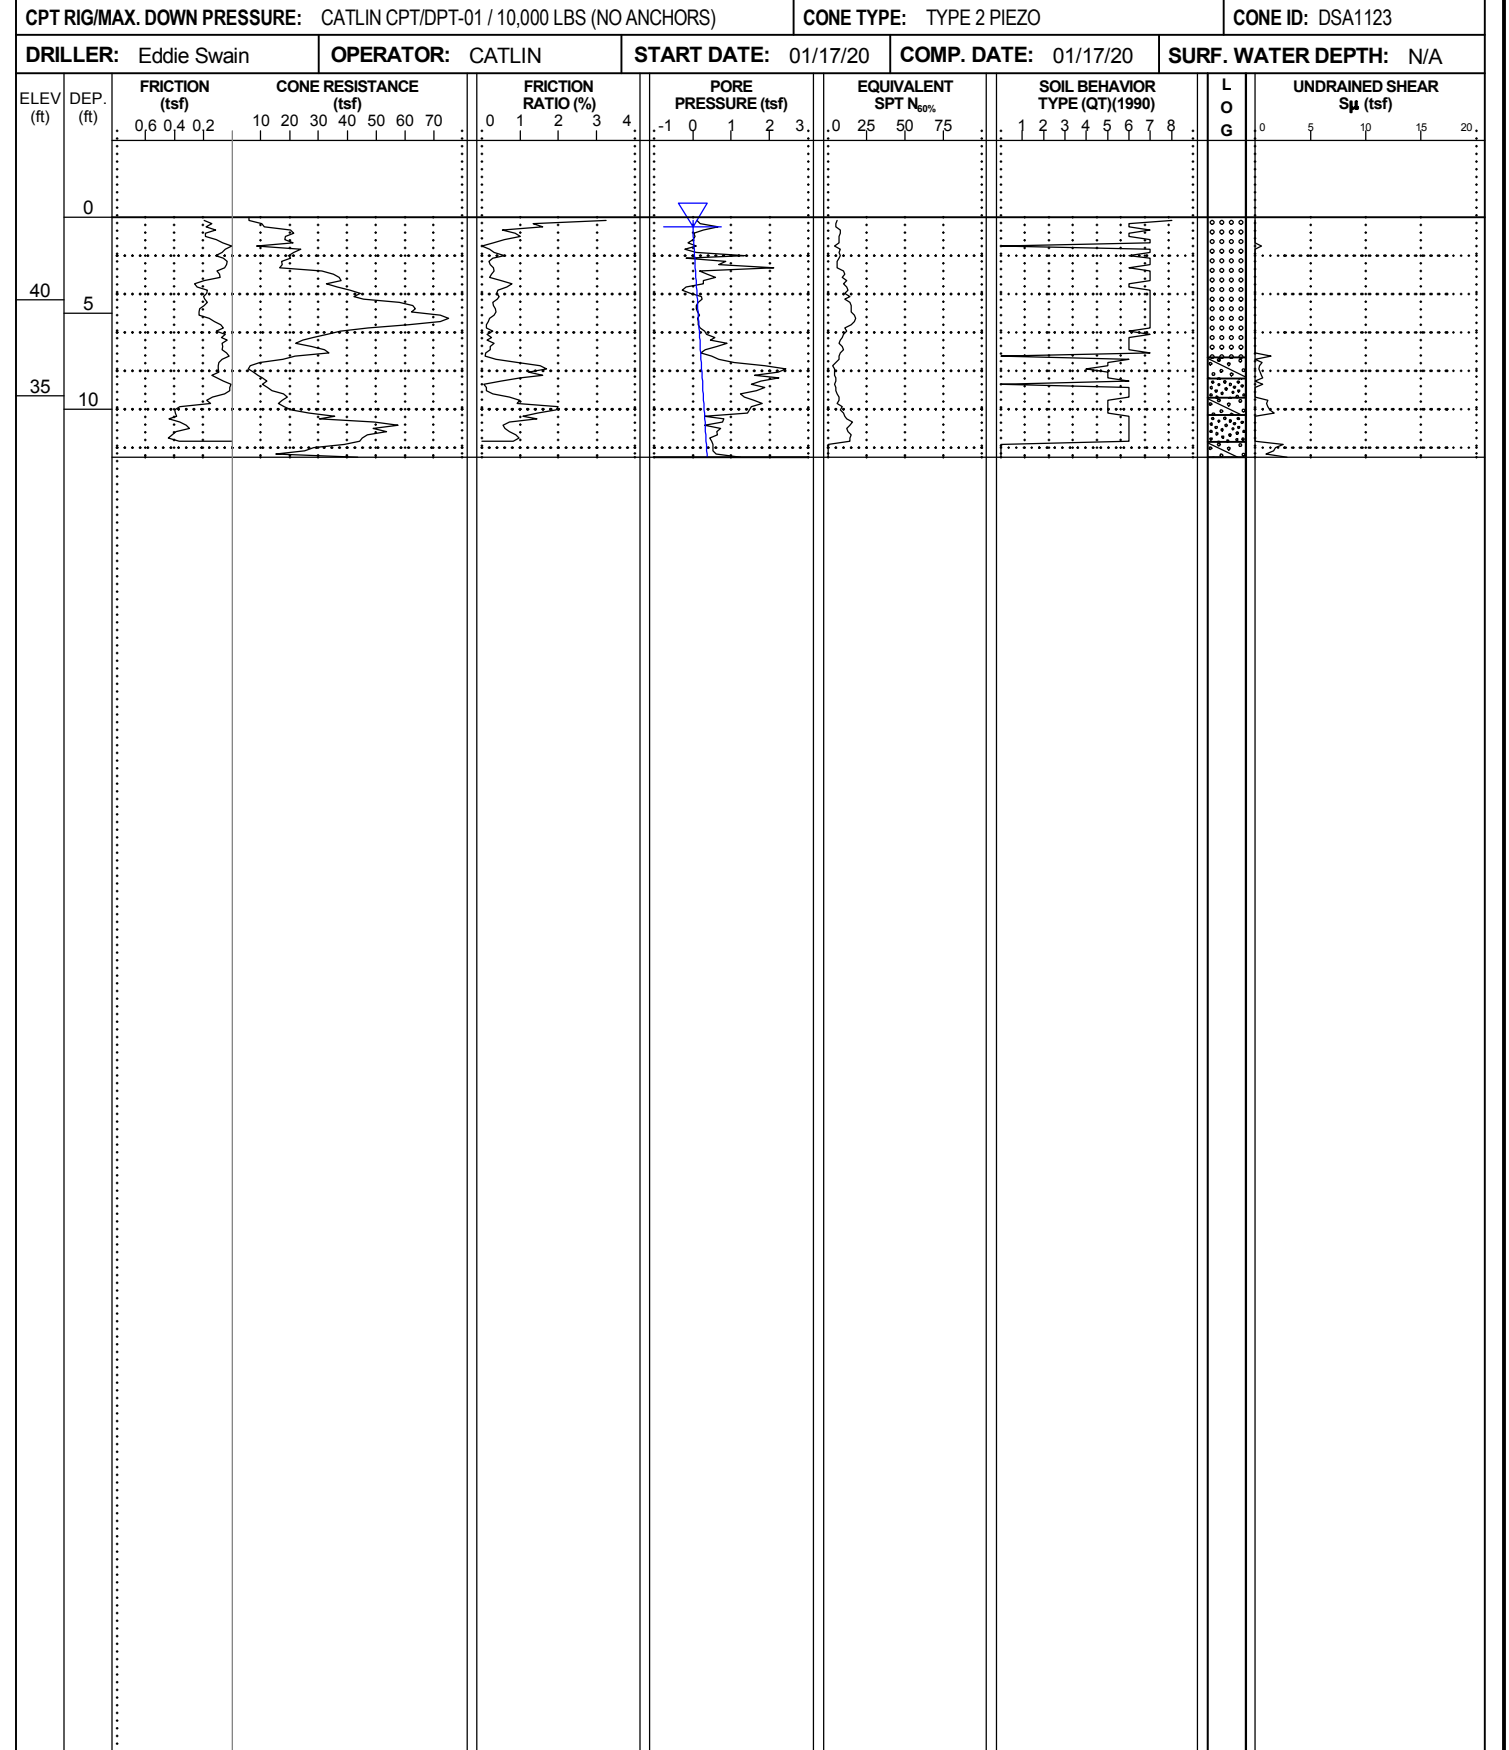 CPT RIG/MAX. DOWN PRESSURE: CATLIN CPT/DPT-01 / 10,000 LBS (NO ANCHORS) CONE TYPE: TYPE 2 PIEZO CONE ID: DSA1123
DRILLER: Eddie Swain OPERATOR: CATLIN START DATE: 01/17/20 COMP. DATE: 01/17/20 SURF. WATER DEPTH: N/A
ELEV
(ft)
DEP.
(ft)
FRICTION
(tsf)
0.6 0.4 0.2
CONE RESISTANCE
(tsf)
10 20 30 40 50 60 70
FRICTION
RATIO (%)
0 1 2 3 4
PORE
PRESSURE (tsf)
-1 0 1 2 3
EQUIVALENT
SPT N60%
0 25 50 75
SOIL BEHAVIOR
TYPE (QT)(1990)
1 2 3 4 5 6 7 8
L
O
G
UNDRAINED SHEAR
Sμ (tsf)
0 5 10 15 20
0
40
5
35
10